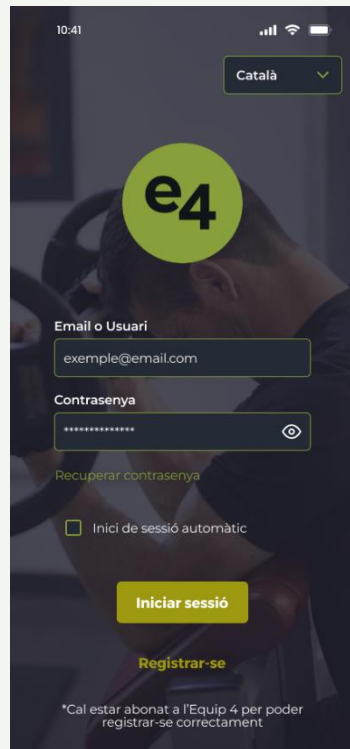 10:41
Català
e4
Email o Usuari
exemple@email.com
Contrasenya
**************
Recuperar contrasenya
Inici de sessió automàtic
Iniciar sessió
Registrar-se
*Cal estar abonat a l'Equip 4 per poder
registrar-se correctament